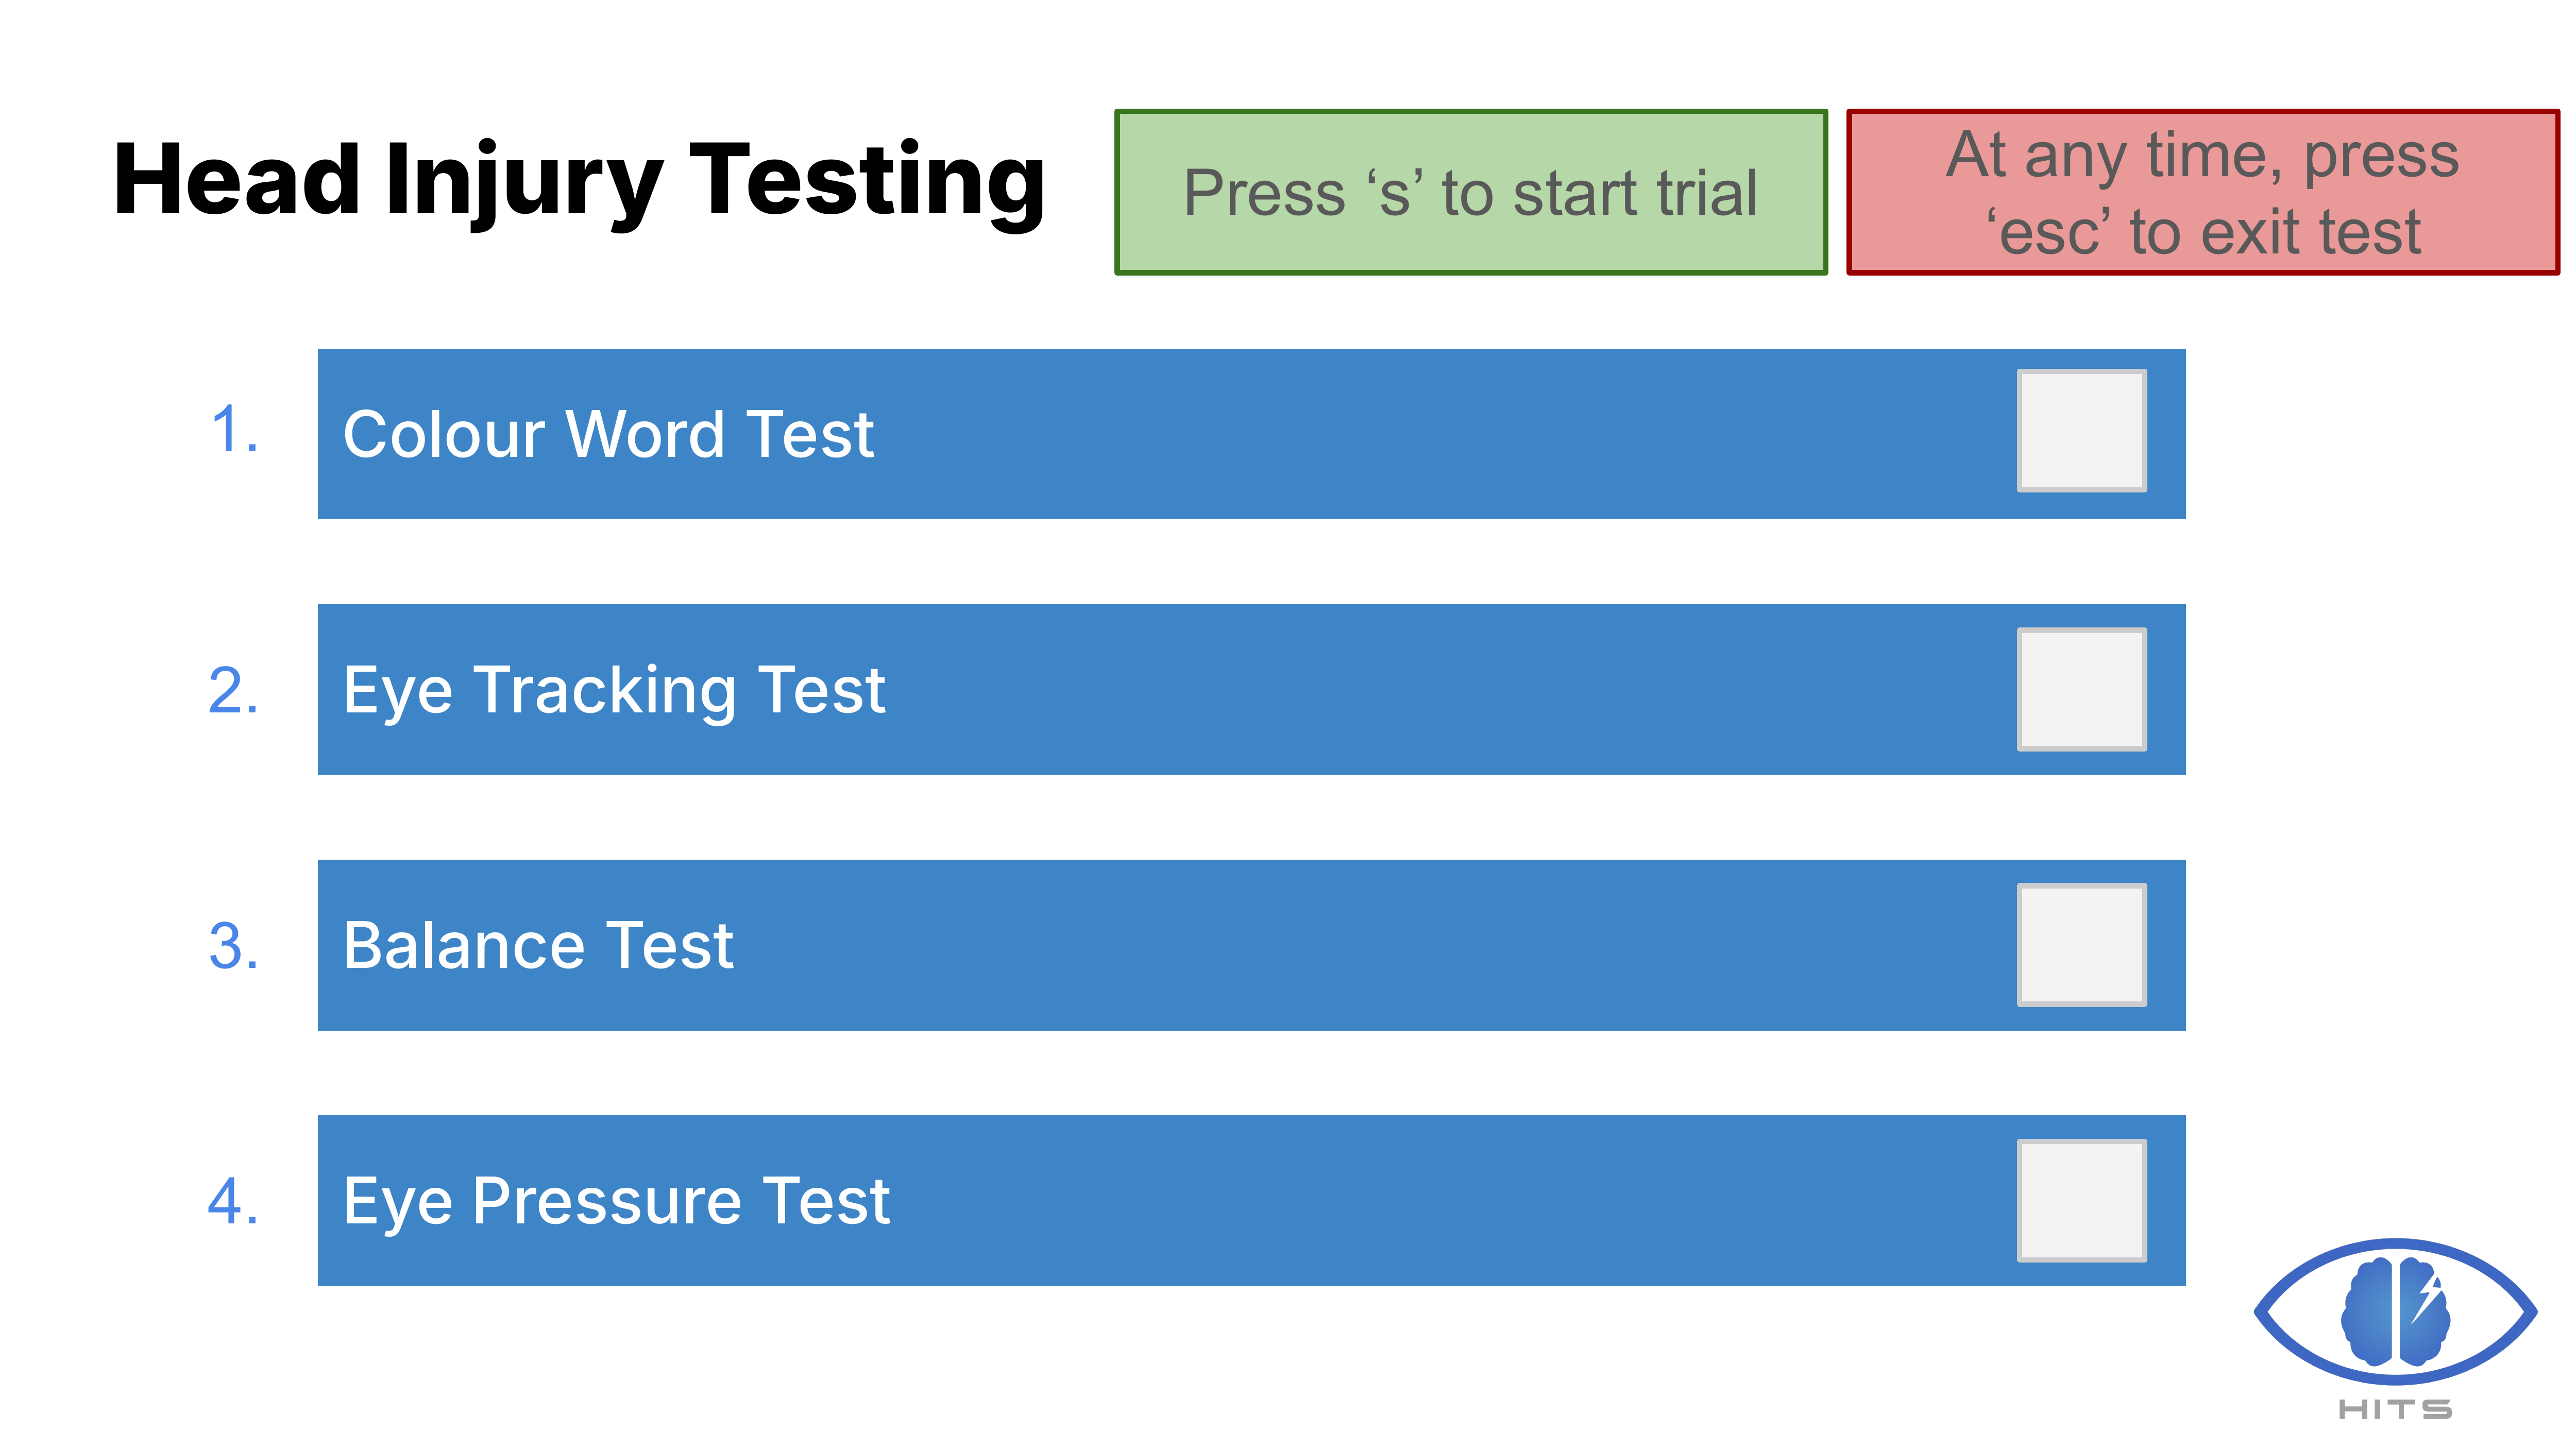 Head Injury Testing
Press ‘s’ to start trial
At any time, press
‘esc’ to exit test
1. Colour Word Test
2. Eye Tracking Test
3. Balance Test
4. Eye Pressure Test
HITS